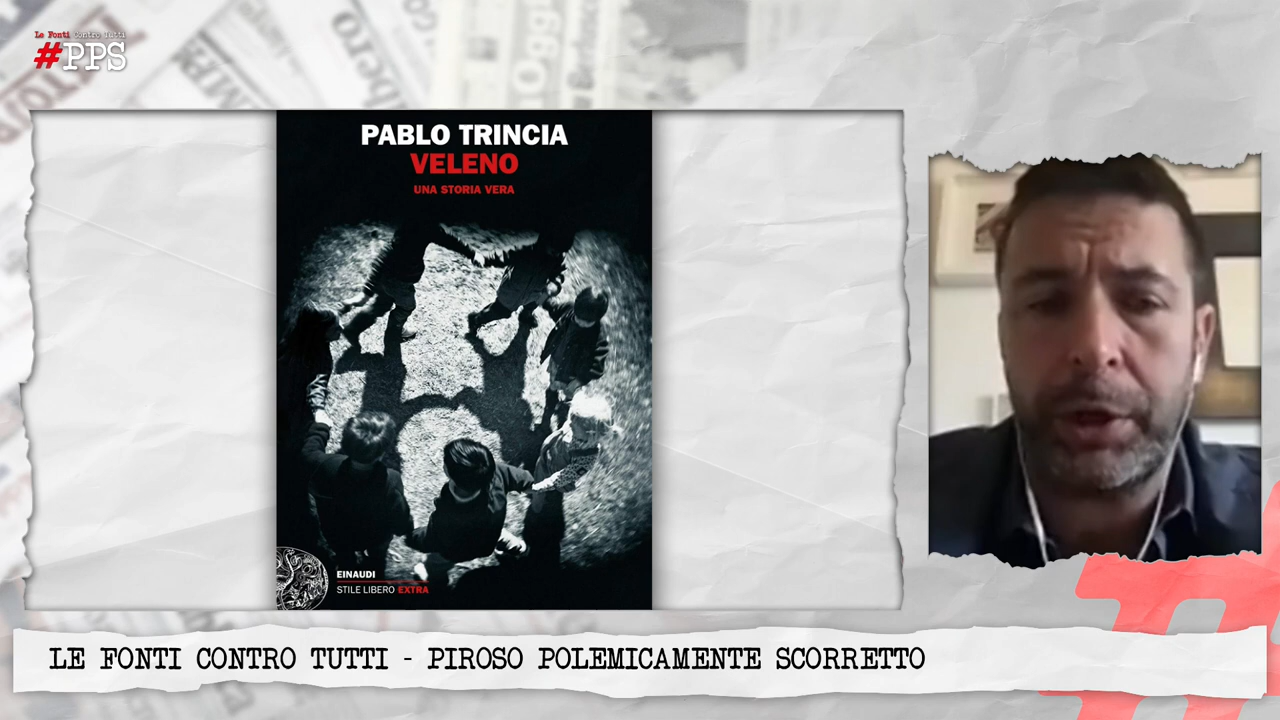 Le Fonti Contro Tutti
#PPS
PABLO TRINCIA
VELENO
UNA STORIA VERA
EINAUDI
STILE LIBERO EXTRA
LE FONTI CONTRO TUTTI - PIROSO POLEMICAMENTE SCORRETTO